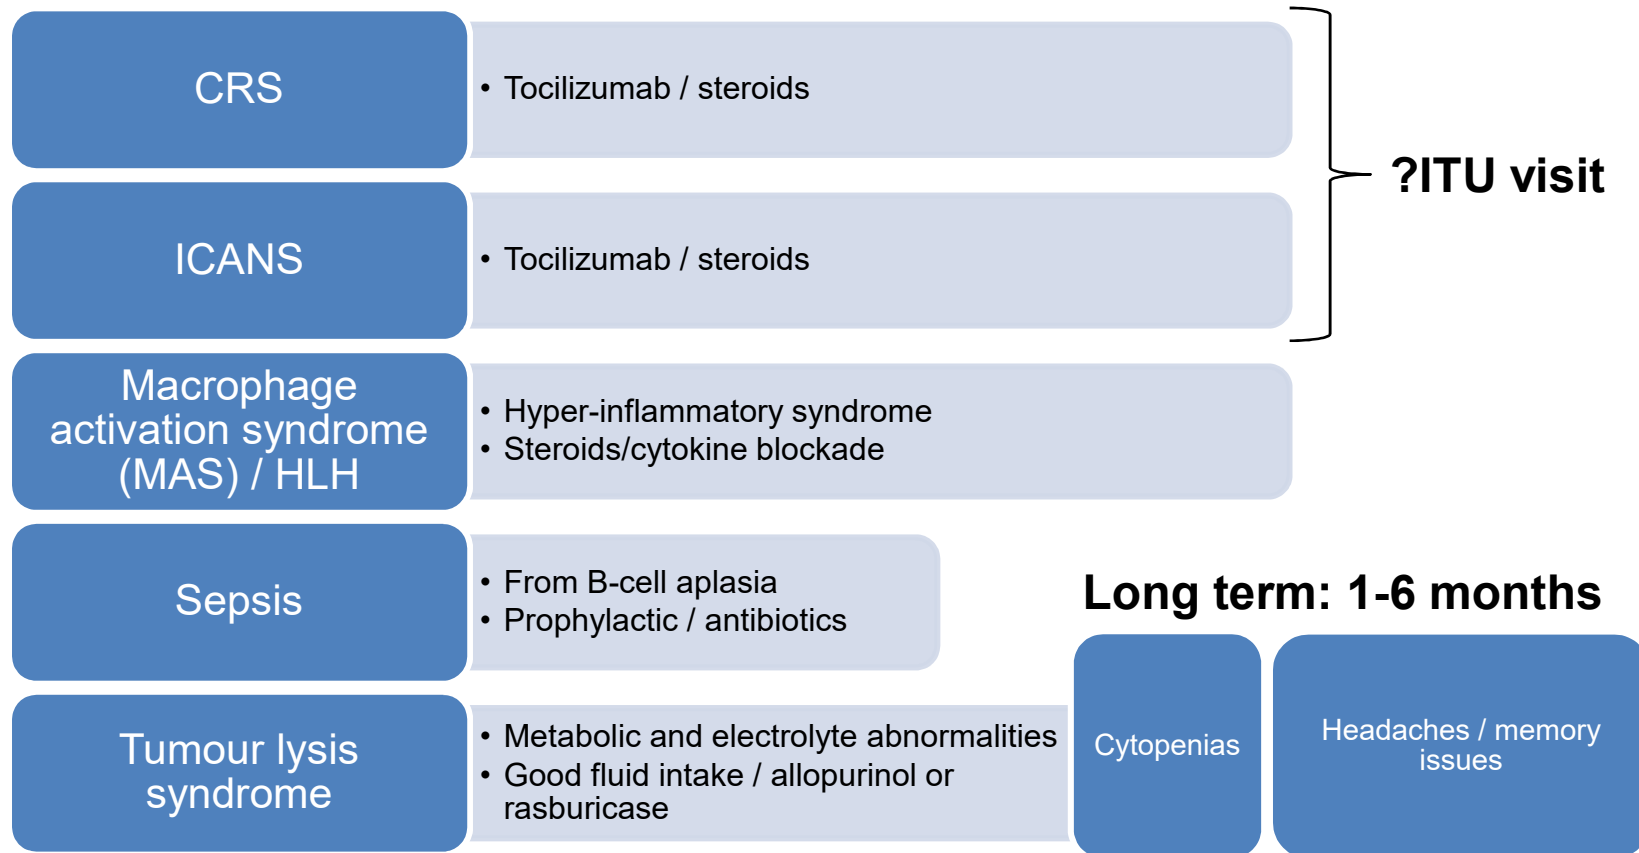 CRS
• Tocilizumab / steroids
?ITU visit
ICANS
• Tocilizumab / steroids
Macrophage
activation syndrome
(MAS) / HLH
• Hyper-inflammatory syndrome
• Steroids/cytokine blockade
Sepsis
• From B-cell aplasia
• Prophylactic / antibiotics
Tumour lysis
syndrome
• Metabolic and electrolyte abnormalities
• Good fluid intake / allopurinol or
rasburicase
Long term: 1-6 months
Cytopenias
Headaches / memory
issues